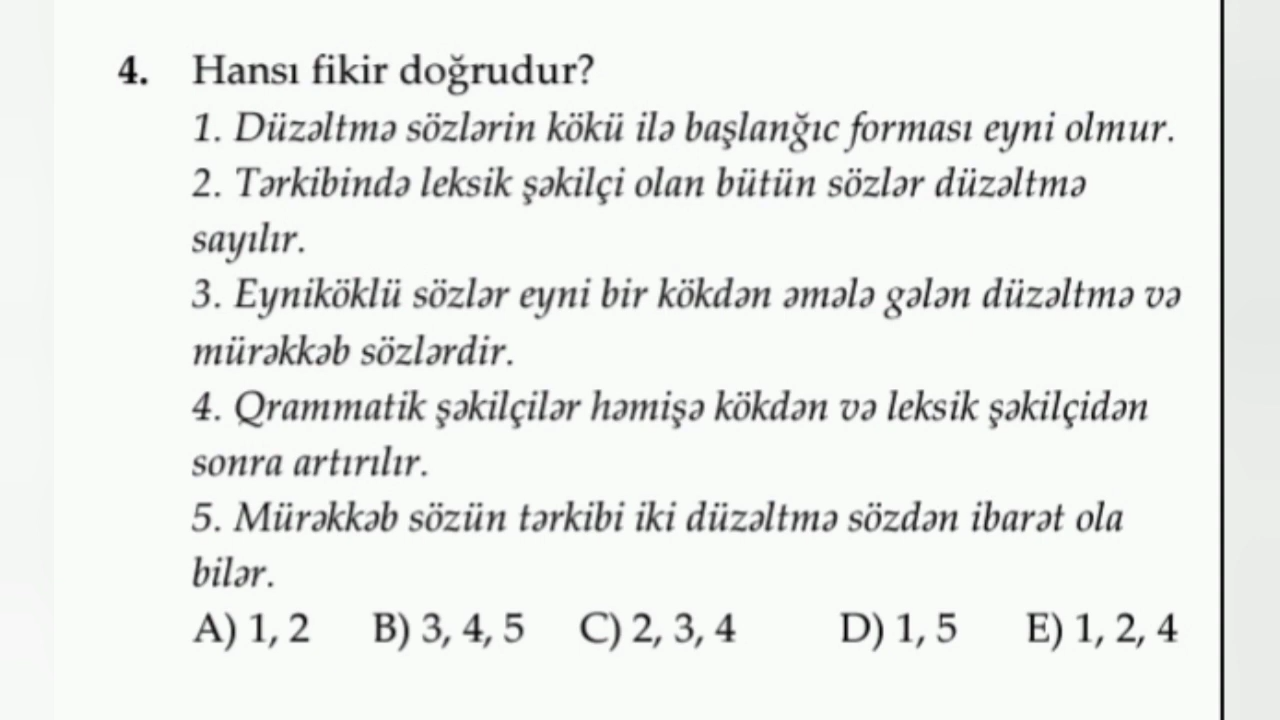 4. Hansı fikir doğrudur?
1. Düzəltmə sözlərin kökü ilə başlanğıc forması eyni olmur.
2. Tərkibində leksik şəkilçi olan bütün sözlər düzəltmə
sayılır.
3. Eyniköklü sözlər eyni bir kökdən əmələ gələn düzəltmə və
mürəkkəb sözlərdir.
4. Qrammatik şəkilçilər həmişə kökdən və leksik şəkilçidən
sonra artırılır.
5. Mürəkkəb sözün tərkibi iki düzəltmə sözdən ibarət ola
bilər.
A) 1, 2 B) 3, 4, 5 C) 2, 3, 4 D) 1, 5 E) 1, 2, 4